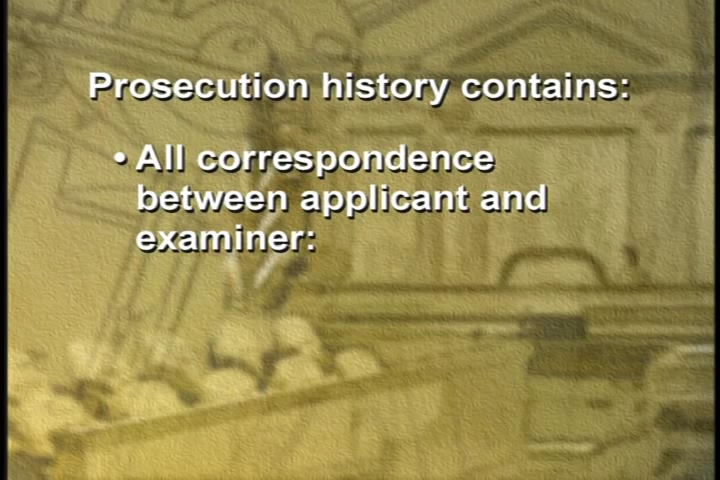 Prosecution history contains:
• All correspondence
between applicant and
examiner: